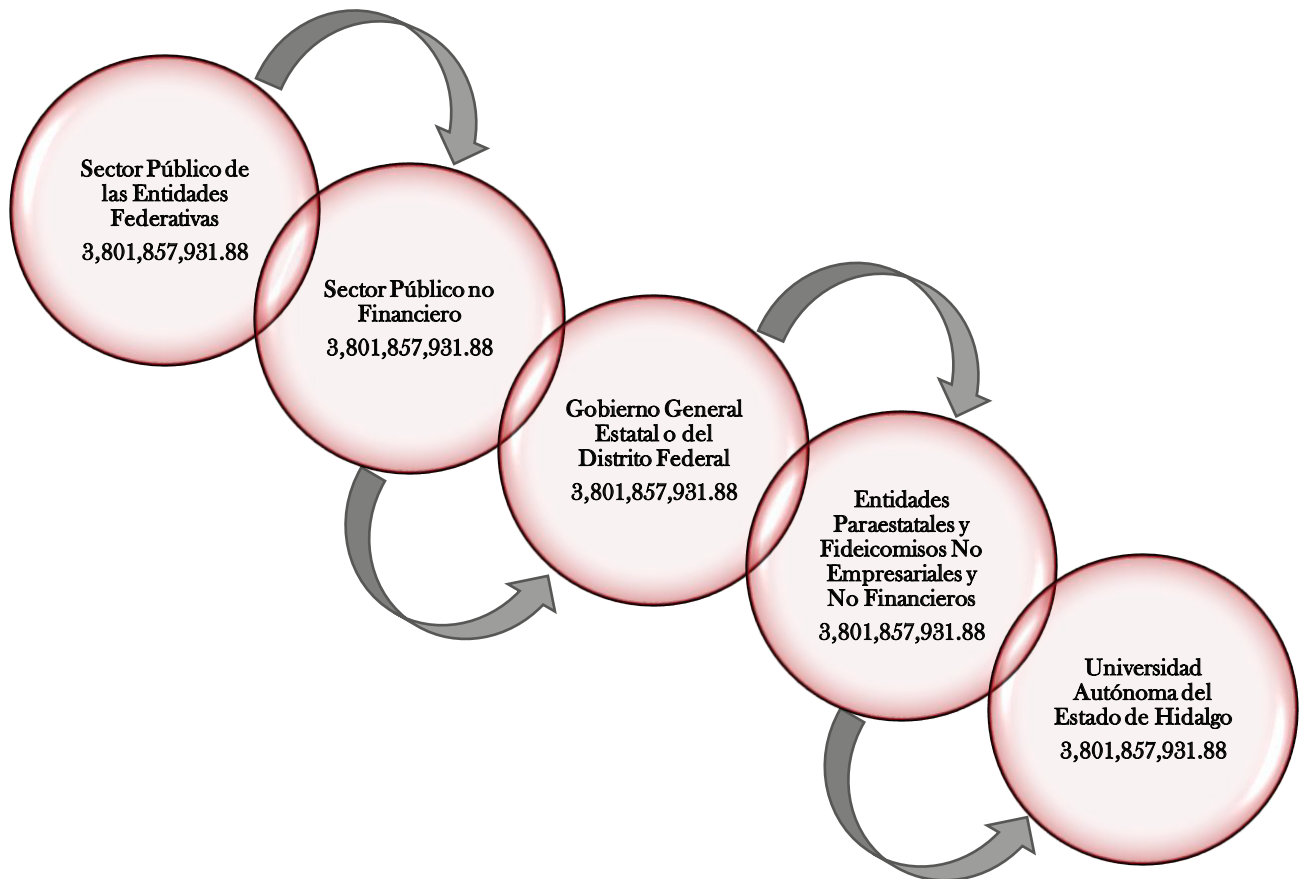 Sector Público de
las Entidades
Federativas
3,801,857,931.88
Sector Público no
Financiero
3,801,857,931.88
Gobierno General
Estatal o del
Distrito Federal
3,801,857,931.88
Entidades
Paraestatales y
Fideicomisos No
Empresariales y
No Financieros
3,801,857,931.88
Universidad
Autónoma del
Estado de Hidalgo
3,801,857,931.88